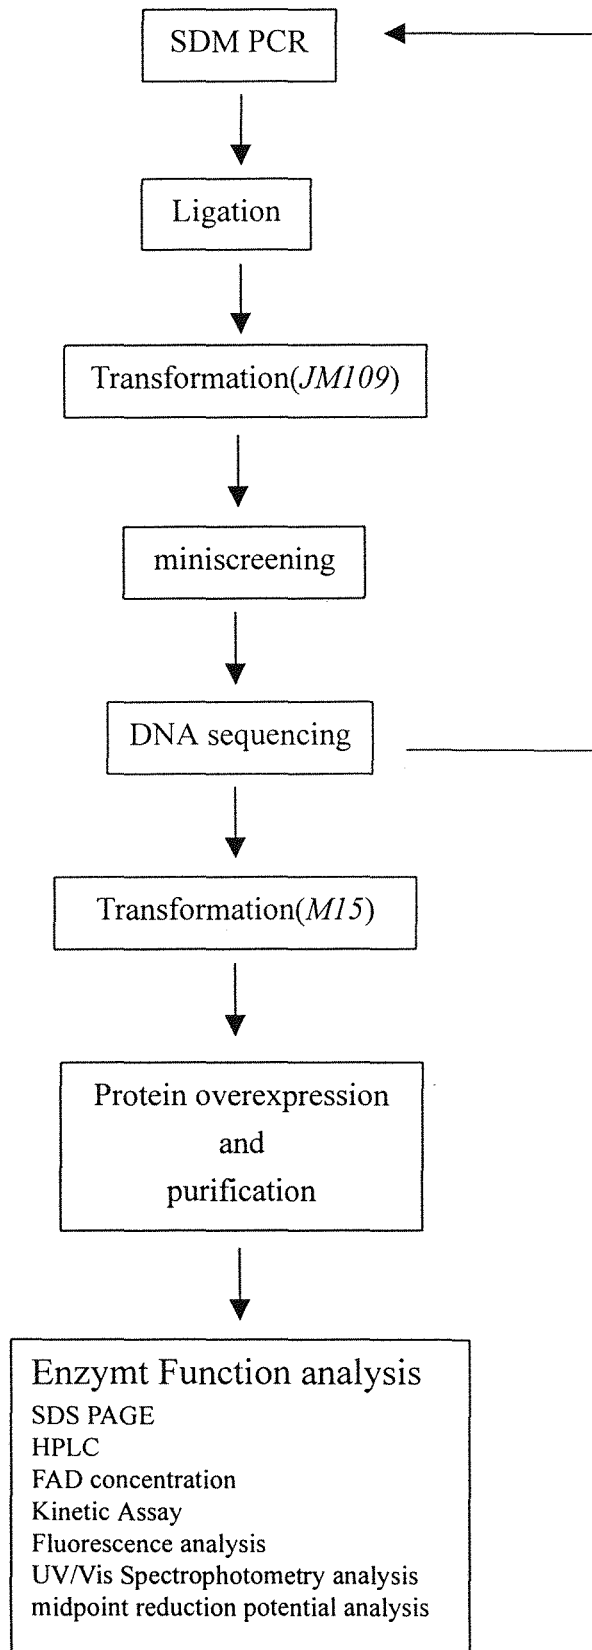 SDM PCR
Ligation
Transformation(JM109)
miniscreening
DNA sequencing
Transformation(M15)
Protein overexpression
and
purification
Enzymt Function analysis
SDS PAGE
HPLC
FAD concentration
Kinetic Assay
Fluorescence analysis
UV/Vis Spectrophotometry analysis
midpoint reduction potential analysis